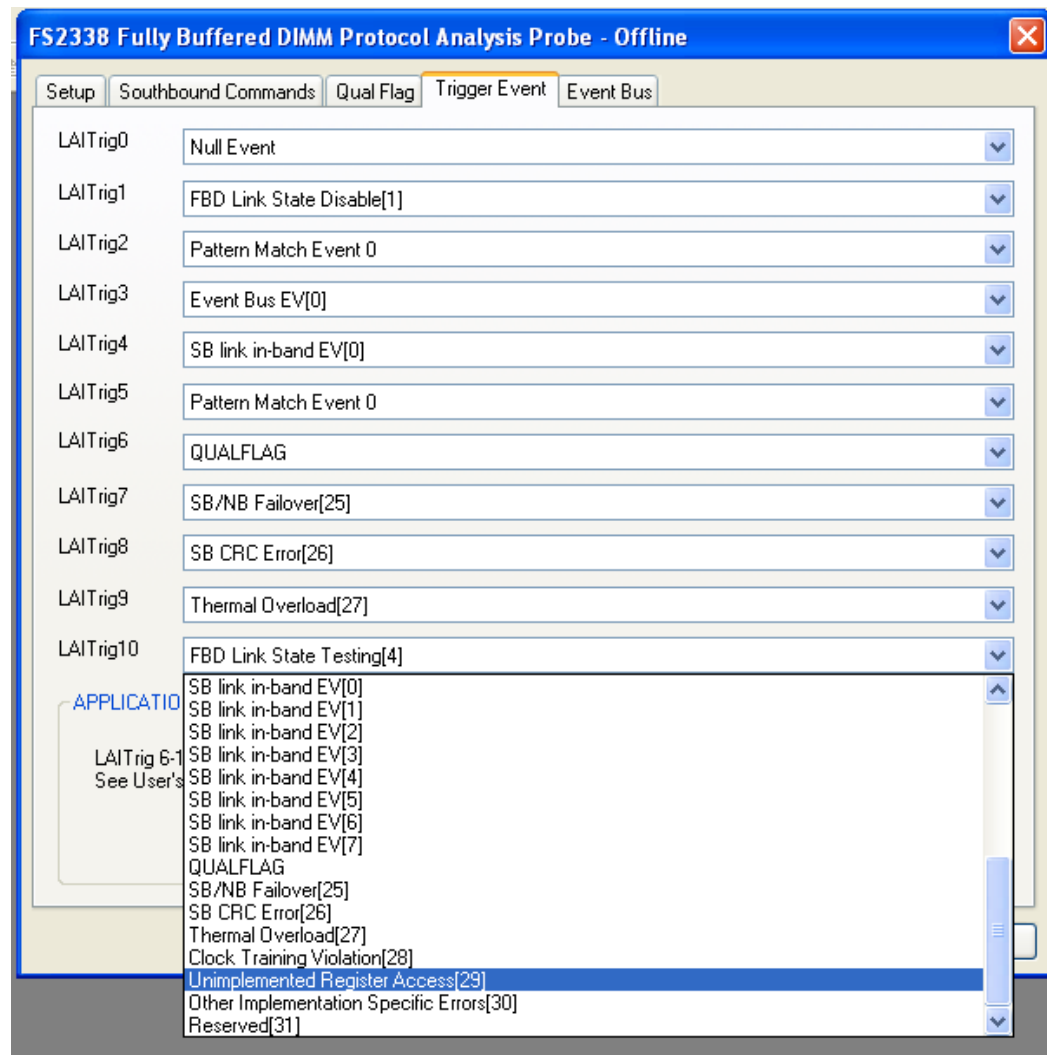 FS2338 Fully Buffered DIMM Protocol Analysis Probe - Offline
Setup Southbound Commands Qual Flag Trigger Event Event Bus
LAITrig0 Null Event
LAITrig1 FBD Link State Disable[1]
LAITrig2 Pattern Match Event 0
LAITrig3 Event Bus EV[0]
LAITrig4 SB link in-band EV[0]
LAITrig5 Pattern Match Event 0
LAITrig6 QUALFLAG
LAITrig7 SB/NB Failover[25]
LAITrig8 SB CRC Error[26]
LAITrig9 Thermal Overload[27]
LAITrig10 FBD Link State Testing[4]
APPLICATIO
LAITrig 6-1
See User's
SB link in-band EV[0]
SB link in-band EV[1]
SB link in-band EV[2]
SB link in-band EV[3]
SB link in-band EV[4]
SB link in-band EV[5]
SB link in-band EV[6]
SB link in-band EV[7]
QUALFLAG
SB/NB Failover[25]
SB CRC Error[26]
Thermal Overload[27]
Clock Training Violation[28]
Unimplemented Register Access[29]
Other Implementation Specific Errors[30]
Reserved[31]